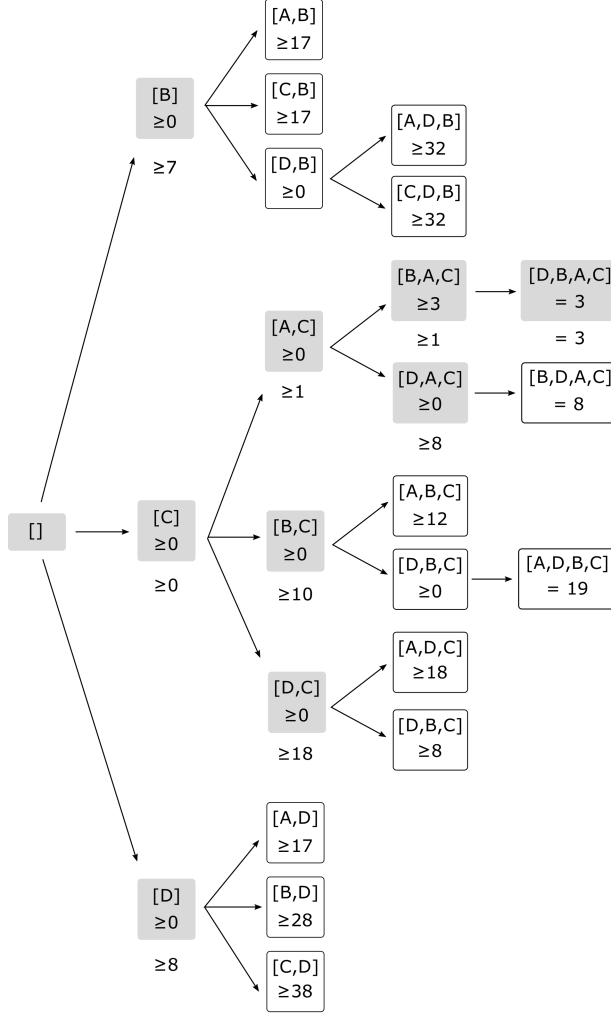 [A,B]
≥17
[B]
≥0
≥7
[C,B]
≥17
[D,B]
≥0
[A,D,B]
≥32
[C,D,B]
≥32
[B,A,C]
≥3
≥1
[D,B,A,C]
= 3
= 3
[A,C]
≥0
≥1
[D,A,C]
≥0
≥8
[B,D,A,C]
= 8
[]
[C]
≥0
≥0
[B,C]
≥0
≥10
[A,B,C]
≥12
[D,B,C]
≥0
[A,D,B,C]
= 19
[D,C]
≥0
≥18
[A,D,C]
≥18
[D,B,C]
≥8
[A,D]
≥17
[D]
≥0
≥8
[B,D]
≥28
[C,D]
≥38